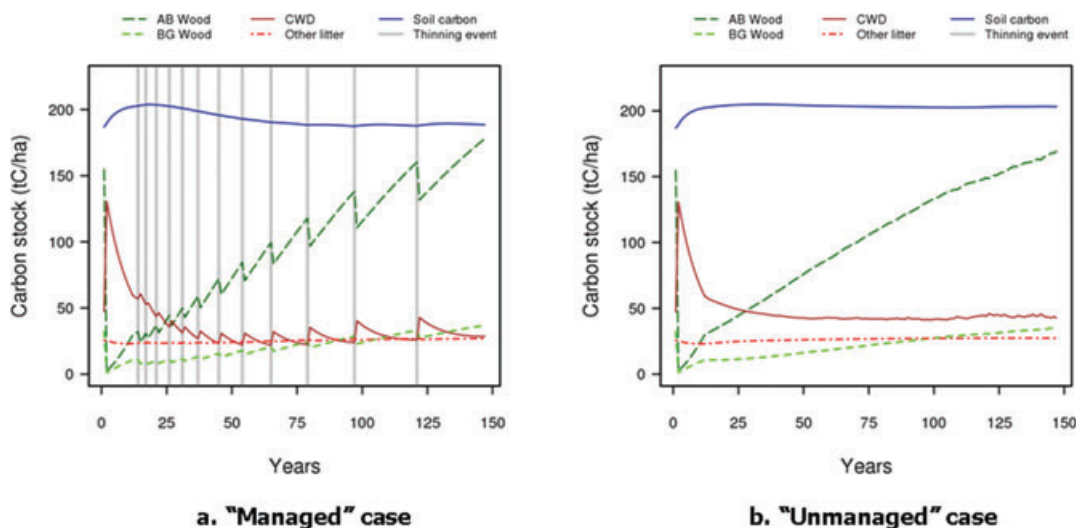 AB Wood CWD Soil carbon
BG Wood Other litter Thinning event
200
150
100
50
0
Carbon stock (tC/ha)
0 25 50 75 100 125 150
Years
a. "Managed" case
AB Wood CWD Soil carbon
BG Wood Other litter Thinning event
200
150
100
50
0
Carbon stock (tC/ha)
0 25 50 75 100 125 150
Years
b. "Unmanaged" case